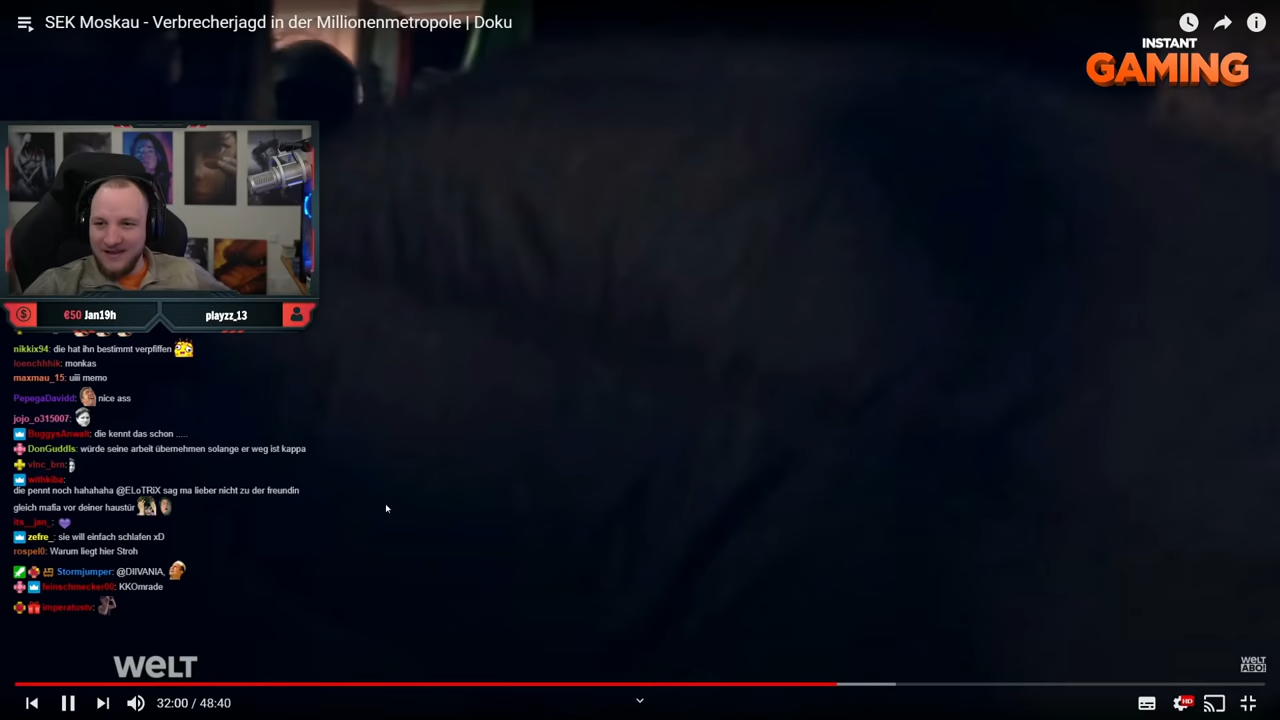 SEK Moskau - Verbrecherjagd in der Millionenmetropole | Doku
INSTANT
GAMING
€50 Jan19h
playzz_13
nikkix94: die hat ihn bestimmt verpfiffen
loenchhhik: monkas
maxmau_15: uiii memo
PepegaDavidd: nice ass
jojo_o315007:
BuggysAnwalt: die kennt das schon .....
DonGuddls: würde seine arbeit übernehmen solange er weg ist kappa
vlnc_brn:
withkiba:
die pennt noch hahahaha @ELoTRiX sag ma lieber nicht zu der freundin
gleich mafia vor deiner haustür
its__jan_:
zefre_: sie will einfach schlafen xD
rospel0: Warum liegt hier Stroh
Stormjumper: @DIIVANIA,
feinschmecker00: KKOmrade
imperatustv:
WELT
WELT
ABO!
32:00 / 48:40
HD